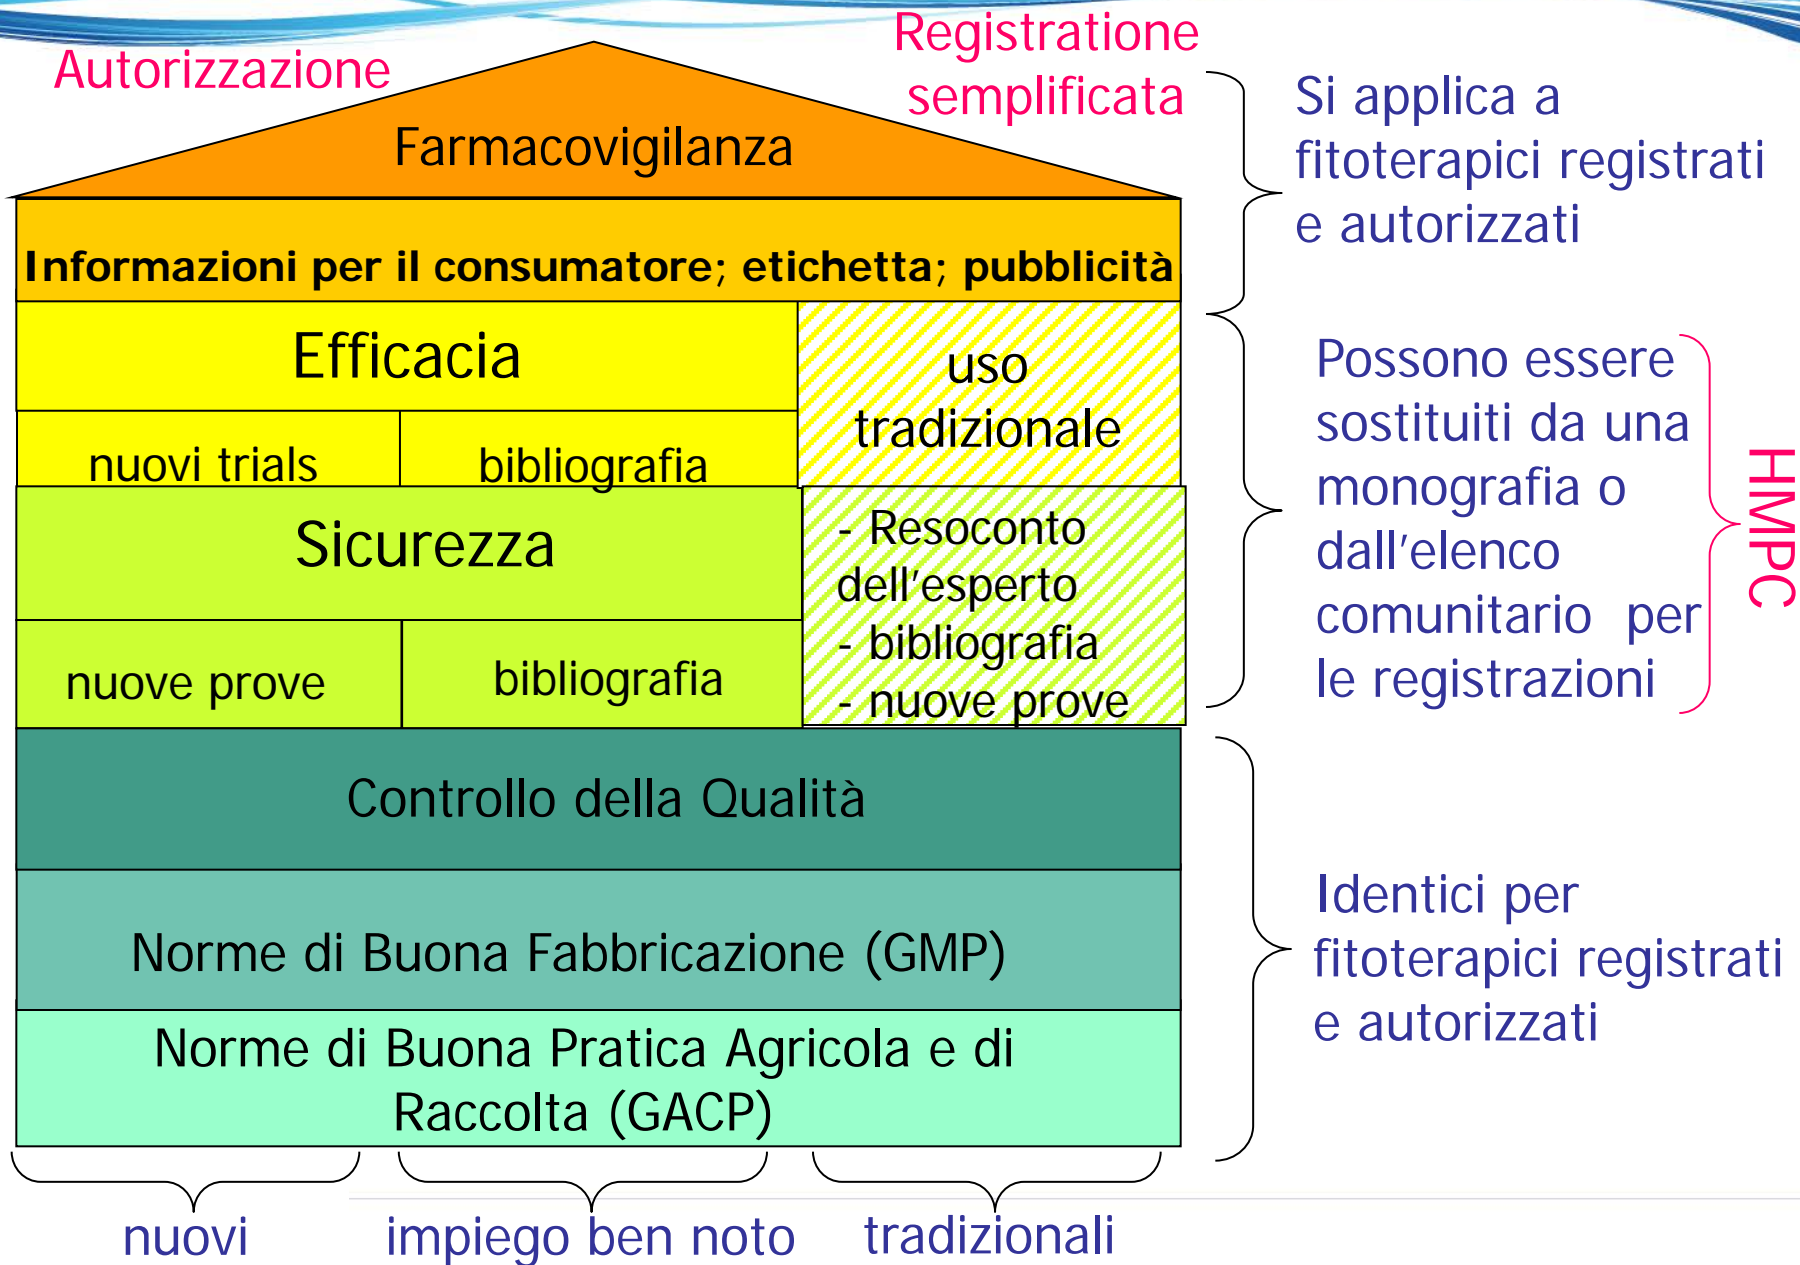 Autorizzazione
Registratione
semplificata
Farmacovigilanza
Informazioni per il consumatore; etichetta; pubblicità
Si applica a
fitoterapici registrati
e autorizzati
Efficacia
nuovi trials
bibliografia
uso
tradizionale
Sicurezza
nuove prove
bibliografia
- Resoconto
dell'esperto
- bibliografia
- nuove prove
Possono essere
sostituiti da una
monografia o
dall'elenco
comunitario per
le registrazioni
HMPC
Controllo della Qualità
Norme di Buona Fabbricazione (GMP)
Norme di Buona Pratica Agricola e di
Raccolta (GACP)
Identici per
fitoterapici registrati
e autorizzati
nuovi
impiego ben noto
tradizionali